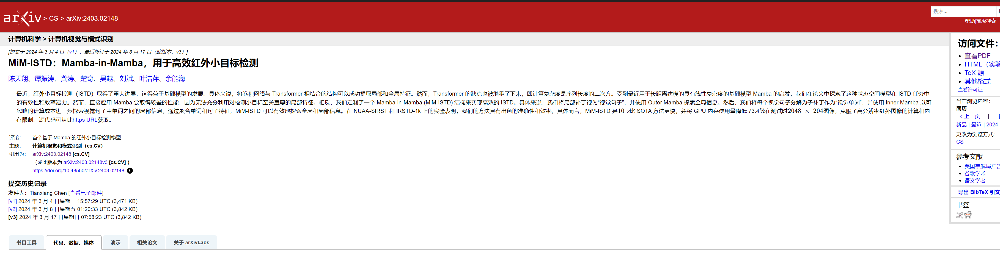 arXiv > CS > arXiv:2403.02148
搜索...
帮助|高级搜索
计算机科学 > 计算机视觉与模式识别
[提交于 2024 年 3 月 4 日（v1），最后修订于 2024 年 3 月 17 日（此版本，v3）]
MiM-ISTD：Mamba-in-Mamba，用于高效红外小目标检测
陈天翔、谭振涛、龚涛、楚奇、吴越、刘斌、叶洁萍、余能海
最近，红外小目标检测（ISTD）取得了重大进展，这得益于基础模型的发展。具体来说，将卷积网络与 Transformer 相结合的结构可以成功提取局部和全局特征。然而，Transformer 的缺点也被继承了下来，即计算复杂度是序列长度的二次方。受到最近用于长距离建模的具有线性复杂度的基础模型 Mamba 的启发，我们在论文中探索了这种状态空间模型在 ISTD 任务中
的有效性和效率潜力。然而，直接应用 Mamba 会取得较差的性能，因为无法充分利用对检测小目标至关重要的局部特征。相反，我们定制了一个 Mamba-in-Mamba (MiM-ISTD) 结构来实现高效的 ISTD。具体来说，我们将局部补丁视为“视觉句子”，并使用 Outer Mamba 探索全局信息。然后，我们将每个视觉句子分解为子补丁作为“视觉单词”，并使用 Inner Mamba 以可
忽略的计算成本进一步探索视觉句子中单词之间的局部信息。通过聚合单词和句子特征，MiM-ISTD 可以有效地探索全局和局部信息。在 NUAA-SIRST 和 IRSTD-1k 上的实验表明，我们的方法具有出色的准确性和效率。具体而言，MiM-ISTD 是10 ×比 SOTA 方法更快，并将 GPU 内存使用量降低 73.4%在测试时2048 × 2048图像，克服了高分辨率红外图像的计算和内
存限制。源代码可从此https URL获取。
评论： 首个基于 Mamba 的红外小目标检测模型
主题： 计算机视觉和模式识别（cs.CV）
引用为： arXiv:2403.02148 [cs.CV]
（或此版本为 arXiv:2403.02148v3 [cs.CV] ）
https://doi.org/10.48550/arXiv.2403.02148
提交历史记录
发件人：Tianxiang Chen [查看电子邮件]
[v1] 2024 年 3 月 4 日星期一 15:57:29 UTC (3,471 KB)
[v2] 2024 年 3 月 8 日星期五 01:20:33 UTC (3,842 KB)
[v3] 2024 年 3 月 17 日星期日 07:58:23 UTC (3,842 KB)
书目工具 代码、数据、媒体 演示 相关论文 关于 arXivLabs
访问文件：
查看PDF
HTML（实验
TeX 源
其他格式
查看许可证
当前浏览内容：
简历
< 上一页 |
新品 | 最近 | 2024-
更改为浏览方式：
CS
参考文献
美国宇航局广告
谷歌学术
语义学者
导出 BibTeX 引文
书签